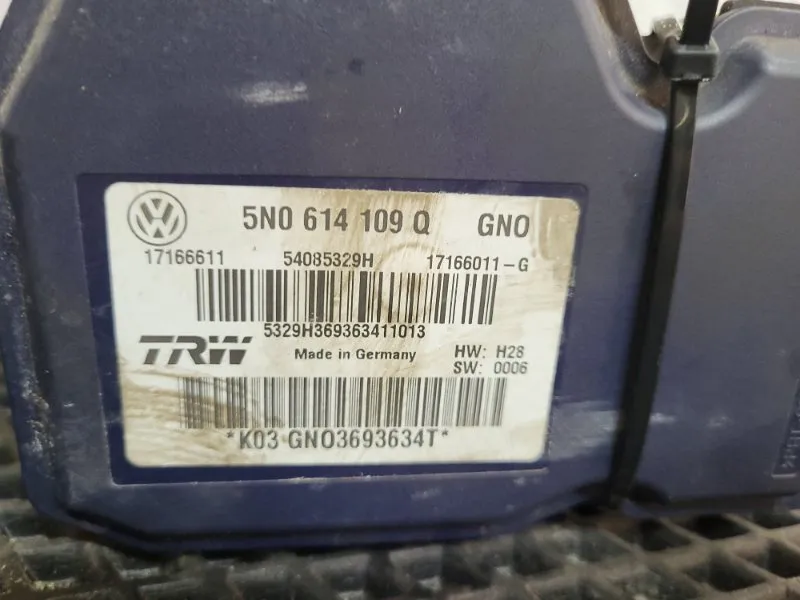 5N0 614 109 Q GNO
17166611 54085329H 17166011-G
5329H369363411013
TRW Made in Germany HW: H28
SW: 0006
*K03 GNO3693634T*